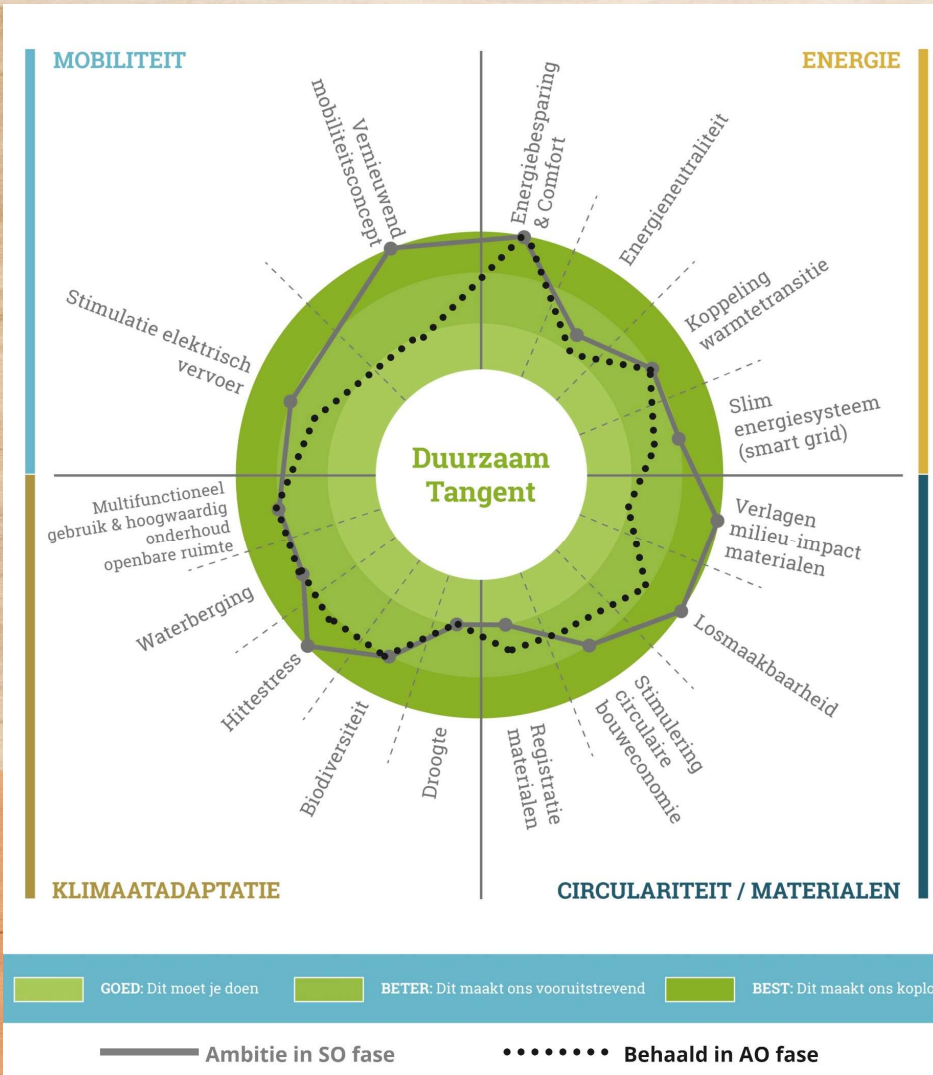 MOBILITEIT
ENERGIE
Vernieuwend
mobiliteitsconcept
Energiebesparing
& Comfort
Energieneutraliteit
Koppeling
warmtetransitie
Stimulatie elektrisch
vervoer
Slim
energiesysteem
(smart grid)
Duurzaam
Tangent
Multifunctioneel
gebruik & hoogwaardig
onderhoud
openbare ruimte
Verlagen
milieu-impact
materialen
Waterberging
Losmaakbaarheid
Hittestress
Stimulering
circulaire
bouweconomie
Biodiversiteit
Droogte
Registratie
materialen
KLIMAATADAPTATIE
CIRCULARITEIT / MATERIALEN
GOED: Dit moet je doen
BETER: Dit maakt ons vooruitstrevend
BEST: Dit maakt ons koplo
Ambitie in SO fase
Behaald in AO fase